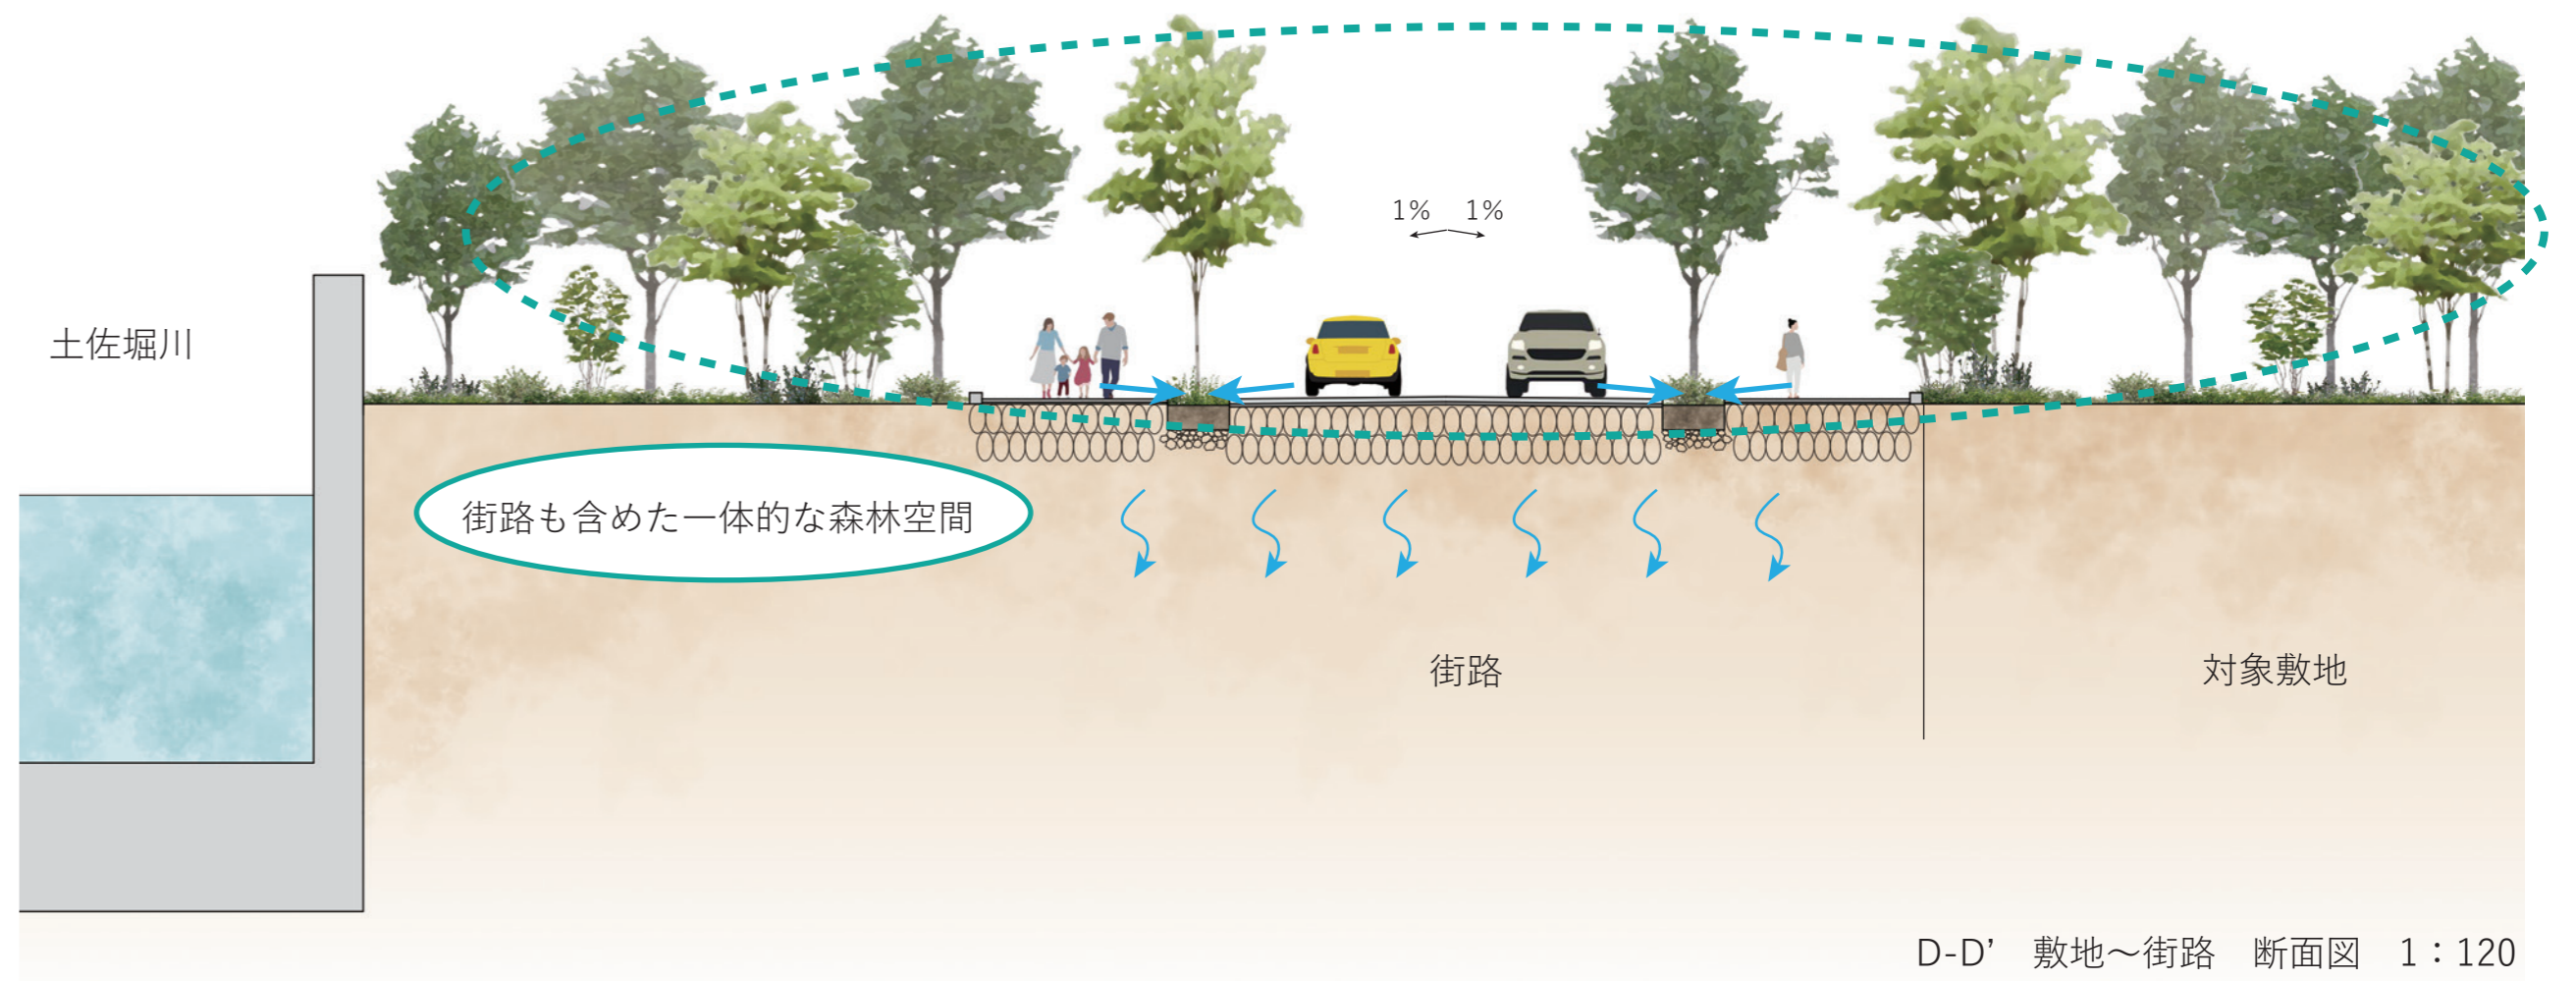 1% 1%
土佐堀川
街路も含めた一体的な森林空間
街路
対象敷地
D-D’ 敷地〜街路 断面図 1：120